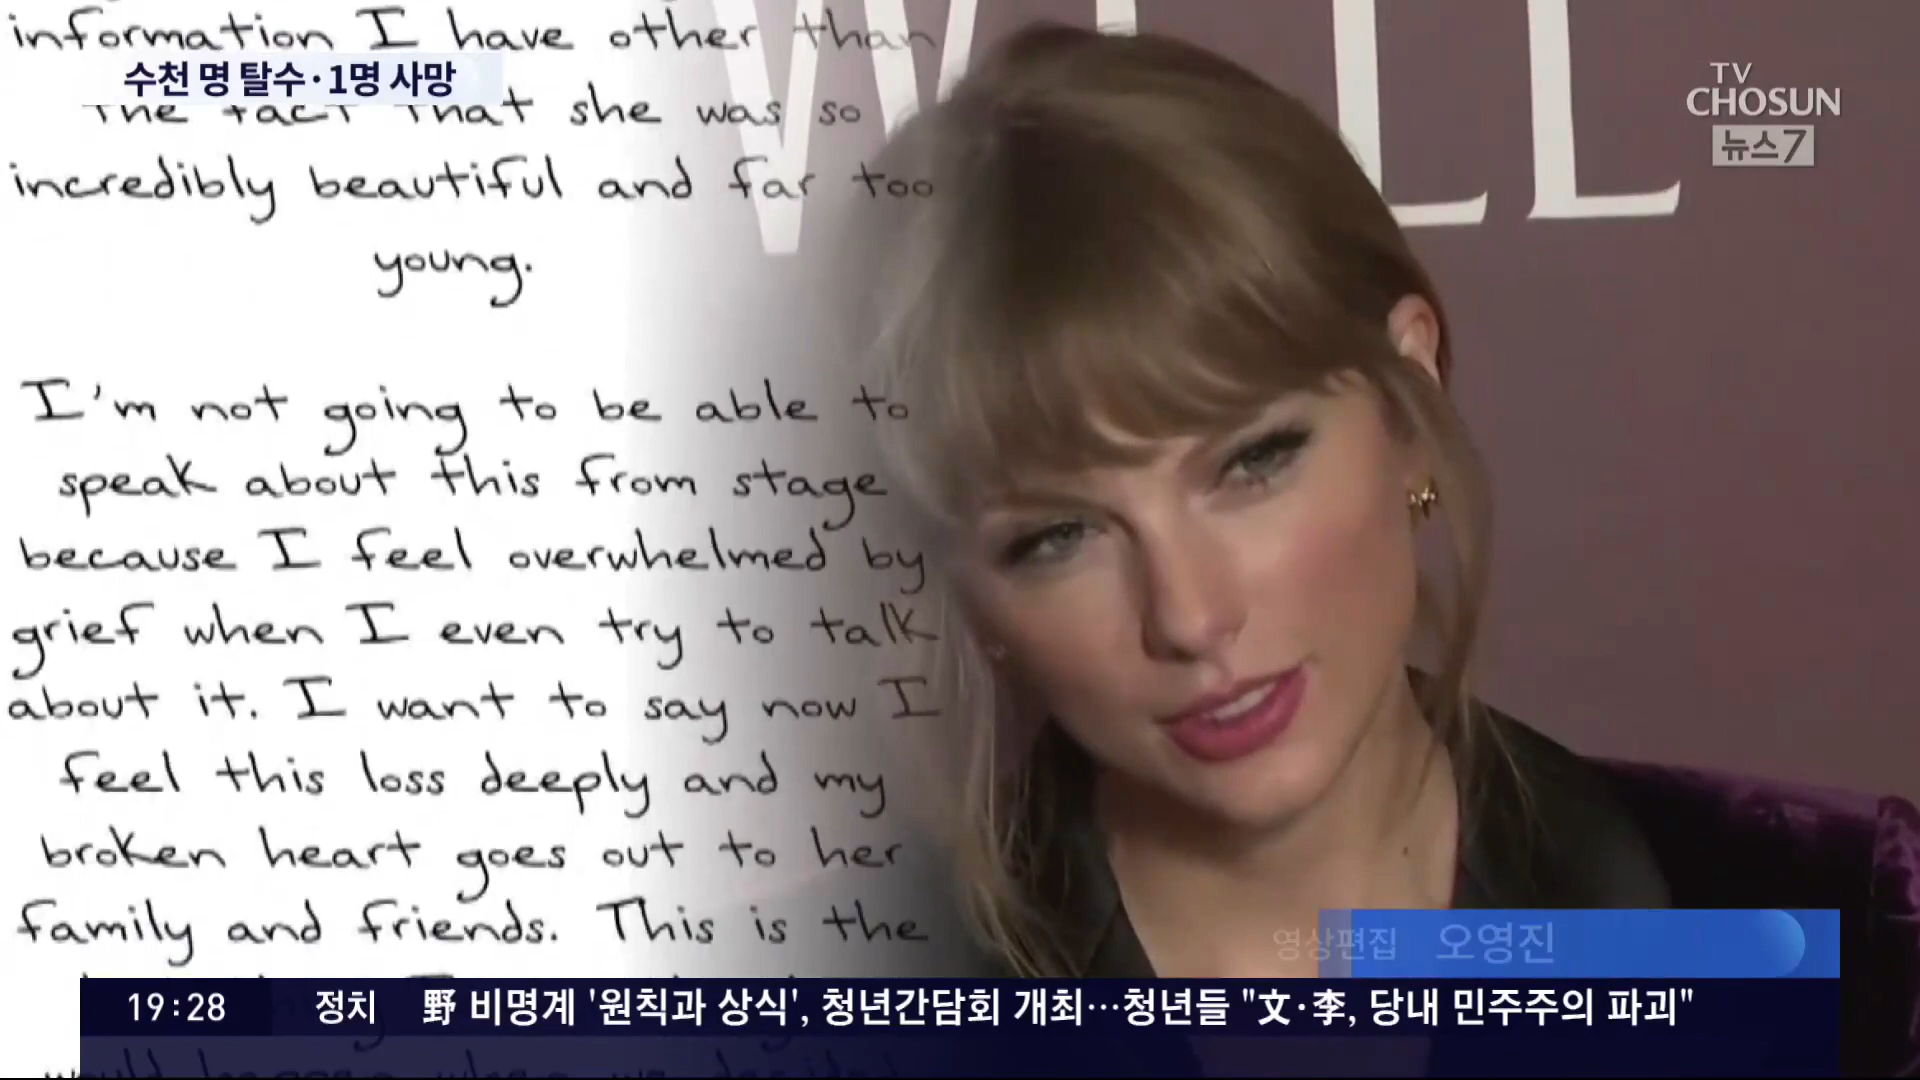 information I have other than
수천 명 탈수·1명 사망
the fact that she was so
incredibly beautiful and far too
young.
I'm not going to be able to
speak about this from stage
because I feel overwhelmed by
grief when I even try to talk
about it. I want to say now I
feel this loss deeply and my
broken heart goes out to her
family and friends. This is the
W LL
TV
CHOSUN
뉴스7
영상편집 오영진
19:28 정치 野 비명계 '원칙과 상식', 청년간담회 개최…청년들 "文·李, 당내 민주주의 파괴"